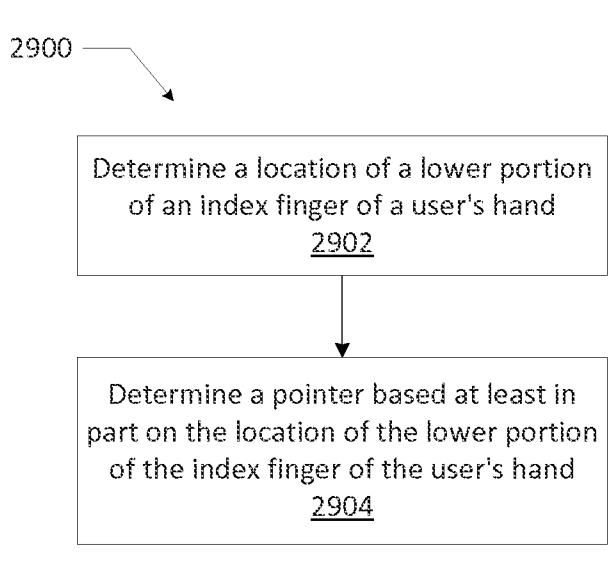 2900
Determine a location of a lower portion
of an index finger of a user's hand
2902
Determine a pointer based at least in
part on the location of the lower portion
of the index finger of the user's hand
2904